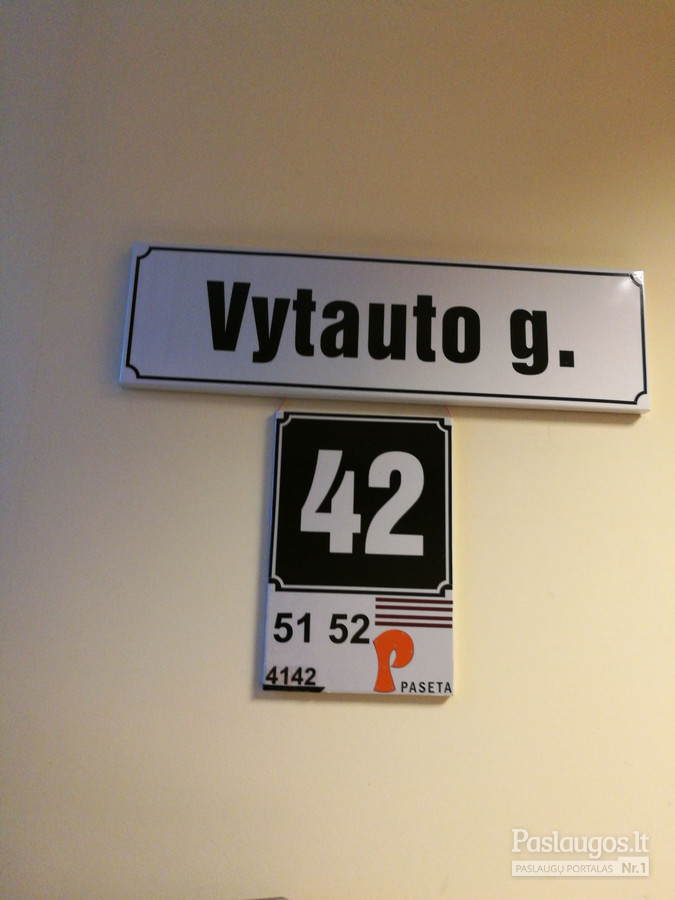 Vytauto g.
42
51 52
4142
PASETA
Paslaugos.lt
PASLAUGŲ PORTALAS Nr.1